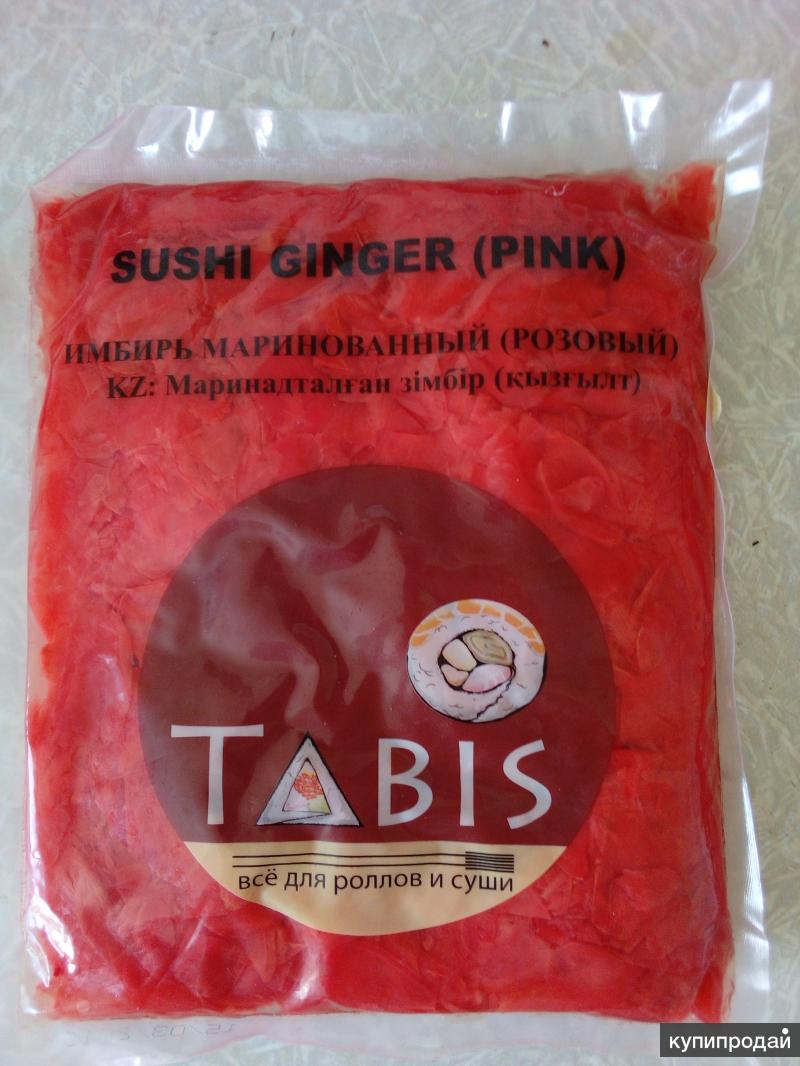 SUSHI GINGER (PINK)
ИМБИРЬ МАРИНОВАННЫЙ (РОЗОВЫЙ)
KZ: Маринадталған зімбір (қызғылт)
TABIS
всё для роллов и суши
купипродай